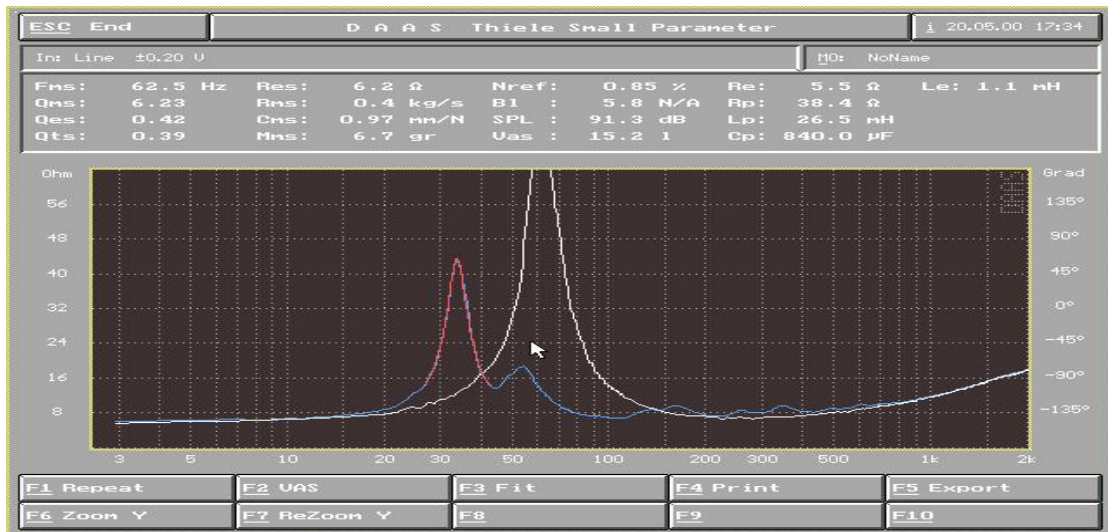 ESC End D A A S Thiele Small Parameter i 20.05.00 17:34
In: Line ±0.20 V MO: NoName
Fms: 62.5 Hz Res: 6.2 Ω Nref: 0.85 % Re: 5.5 Ω Le: 1.1 mH
Qms: 6.23 Rms: 0.4 kg/s Bl : 5.8 N/A Rp: 38.4 Ω
Qes: 0.42 Cms: 0.97 mm/N SPL : 91.3 dB Lp: 26.5 mH
Qts: 0.39 Mms: 6.7 gr Vas : 15.2 l Cp: 840.0 µF
Ohm Grad
56 135°
48 90°
40 45°
32 0°
24 -45°
16 -90°
8 -135°
3 5 10 20 30 50 100 200 300 500 1k 2k
F1 Repeat F2 VAS F3 Fit F4 Print F5 Export
F6 Zoom Y F7 ReZoom Y F8 F9 F10